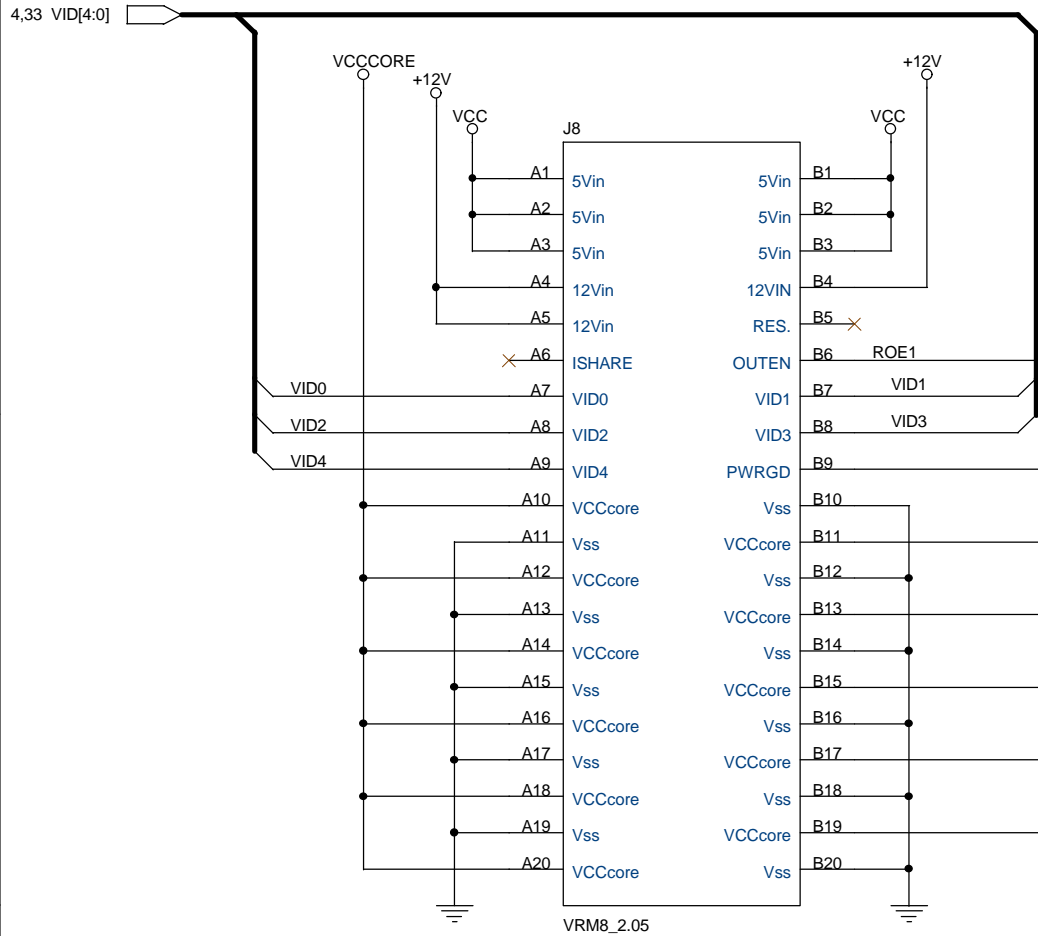 4,33 VID[4:0]
VCCCORE
+12V
+12V
VCC
VCC
J8
A1 5Vin 5Vin B1
A2 5Vin 5Vin B2
A3 5Vin 5Vin B3
A4 12Vin 12VIN B4
A5 12Vin RES. B5
A6 ISHARE OUTEN B6 ROE1
VID0 A7 VID0 VID1 B7 VID1
VID2 A8 VID2 VID3 B8 VID3
VID4 A9 VID4 PWRGD B9
A10 VCCcore Vss B10
A11 Vss VCCcore B11
A12 VCCcore Vss B12
A13 Vss VCCcore B13
A14 VCCcore Vss B14
A15 Vss VCCcore B15
A16 VCCcore Vss B16
A17 Vss VCCcore B17
A18 VCCcore Vss B18
A19 Vss VCCcore B19
A20 VCCcore Vss B20
VRM8_2.05